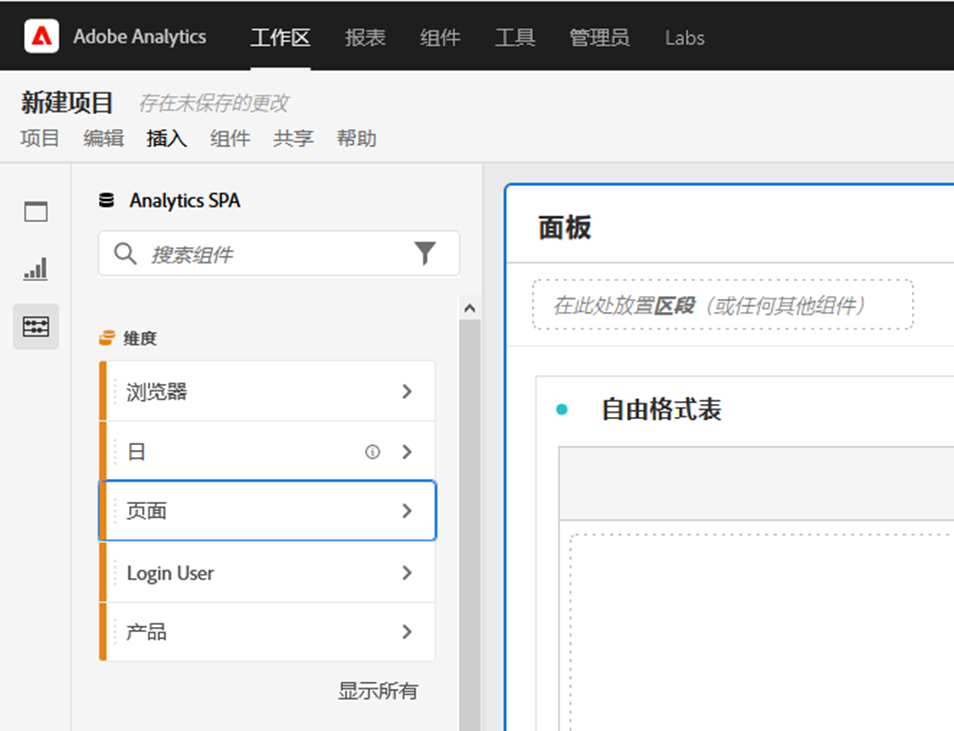 Adobe Analytics 工作区 报表 组件 工具 管理员 Labs
新建项目 存在未保存的更改
项目 编辑 插入 组件 共享 帮助
Analytics SPA
搜索组件
面板
在此处放置区段（或任何其他组件）
维度
浏览器
自由格式表
日
页面
Login User
产品
显示所有